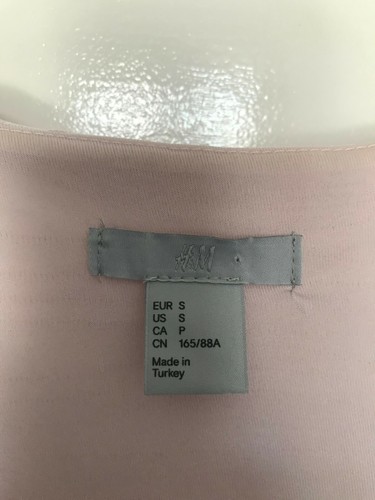 H&M
EUR S
US S
CA P
CN 165/88A
Made in
Turkey